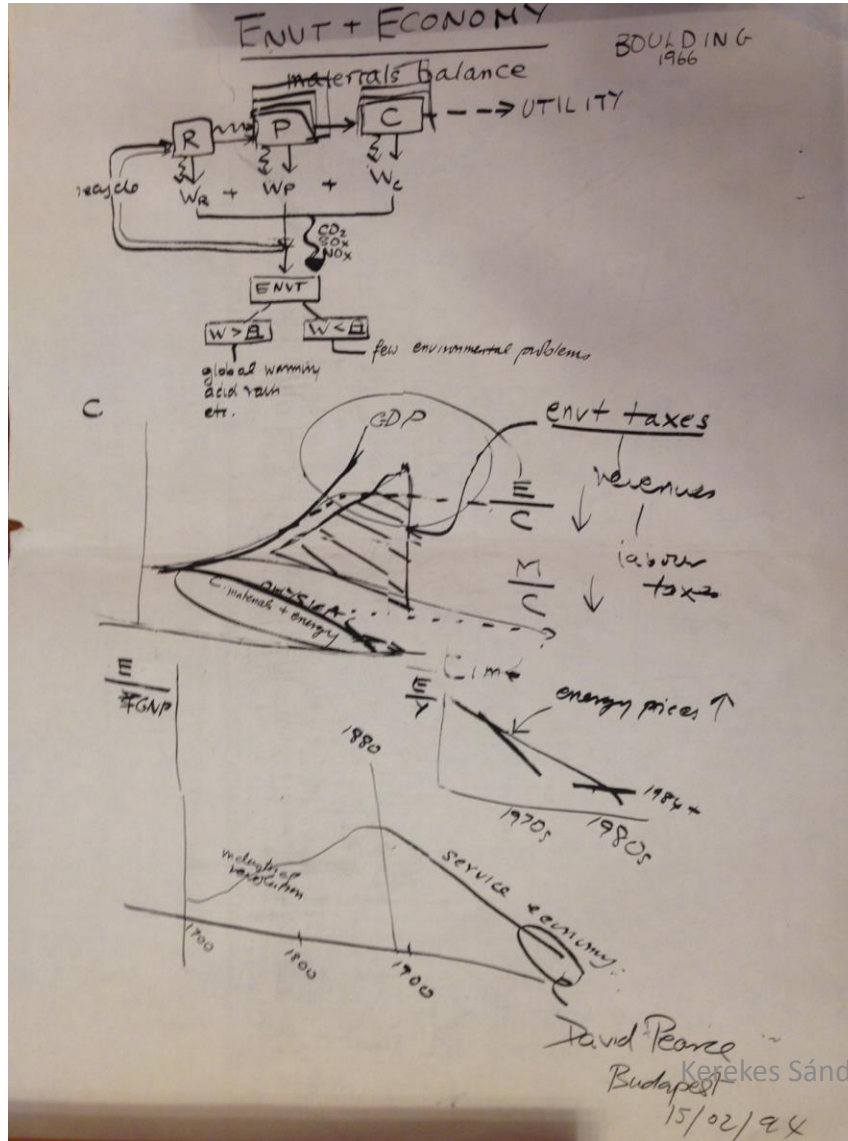 ENVT + ECONOMY
BOULDING
1966
materials balance
R
P
C
UTILITY
recycle
WR + WP + WC
CO2
SOx
NOx
ENVT
W > A
W < A
few environmental problems
global warming
acid rain
etc.
C
GDP
envt taxes
revenues
labour
taxes
E/C ↓
M/C ↓
C. materials + energy
?
time
E/GNP
E/Y
energy prices ↑
1984+
1970s
1980s
1880
industrial
revolution
service economy
1700
1800
1900
David Pearce
Budapest
15/02/94
Kerekes Sánd